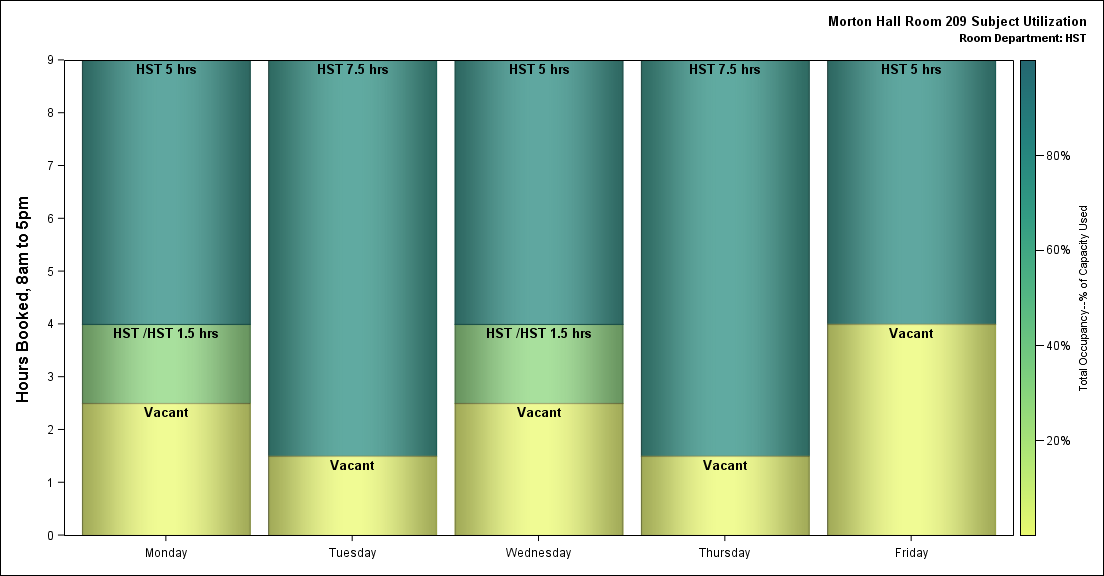 Morton Hall Room 209 Subject Utilization
Room Department: HST
Hours Booked, 8am to 5pm
9
8
7
6
5
4
3
2
1
0
HST 5 hrs
HST /HST 1.5 hrs
Vacant
HST 7.5 hrs
Vacant
HST 5 hrs
HST /HST 1.5 hrs
Vacant
HST 7.5 hrs
Vacant
HST 5 hrs
Vacant
Monday
Tuesday
Wednesday
Thursday
Friday
80%
60%
40%
20%
Total Occupancy--% of Capacity Used